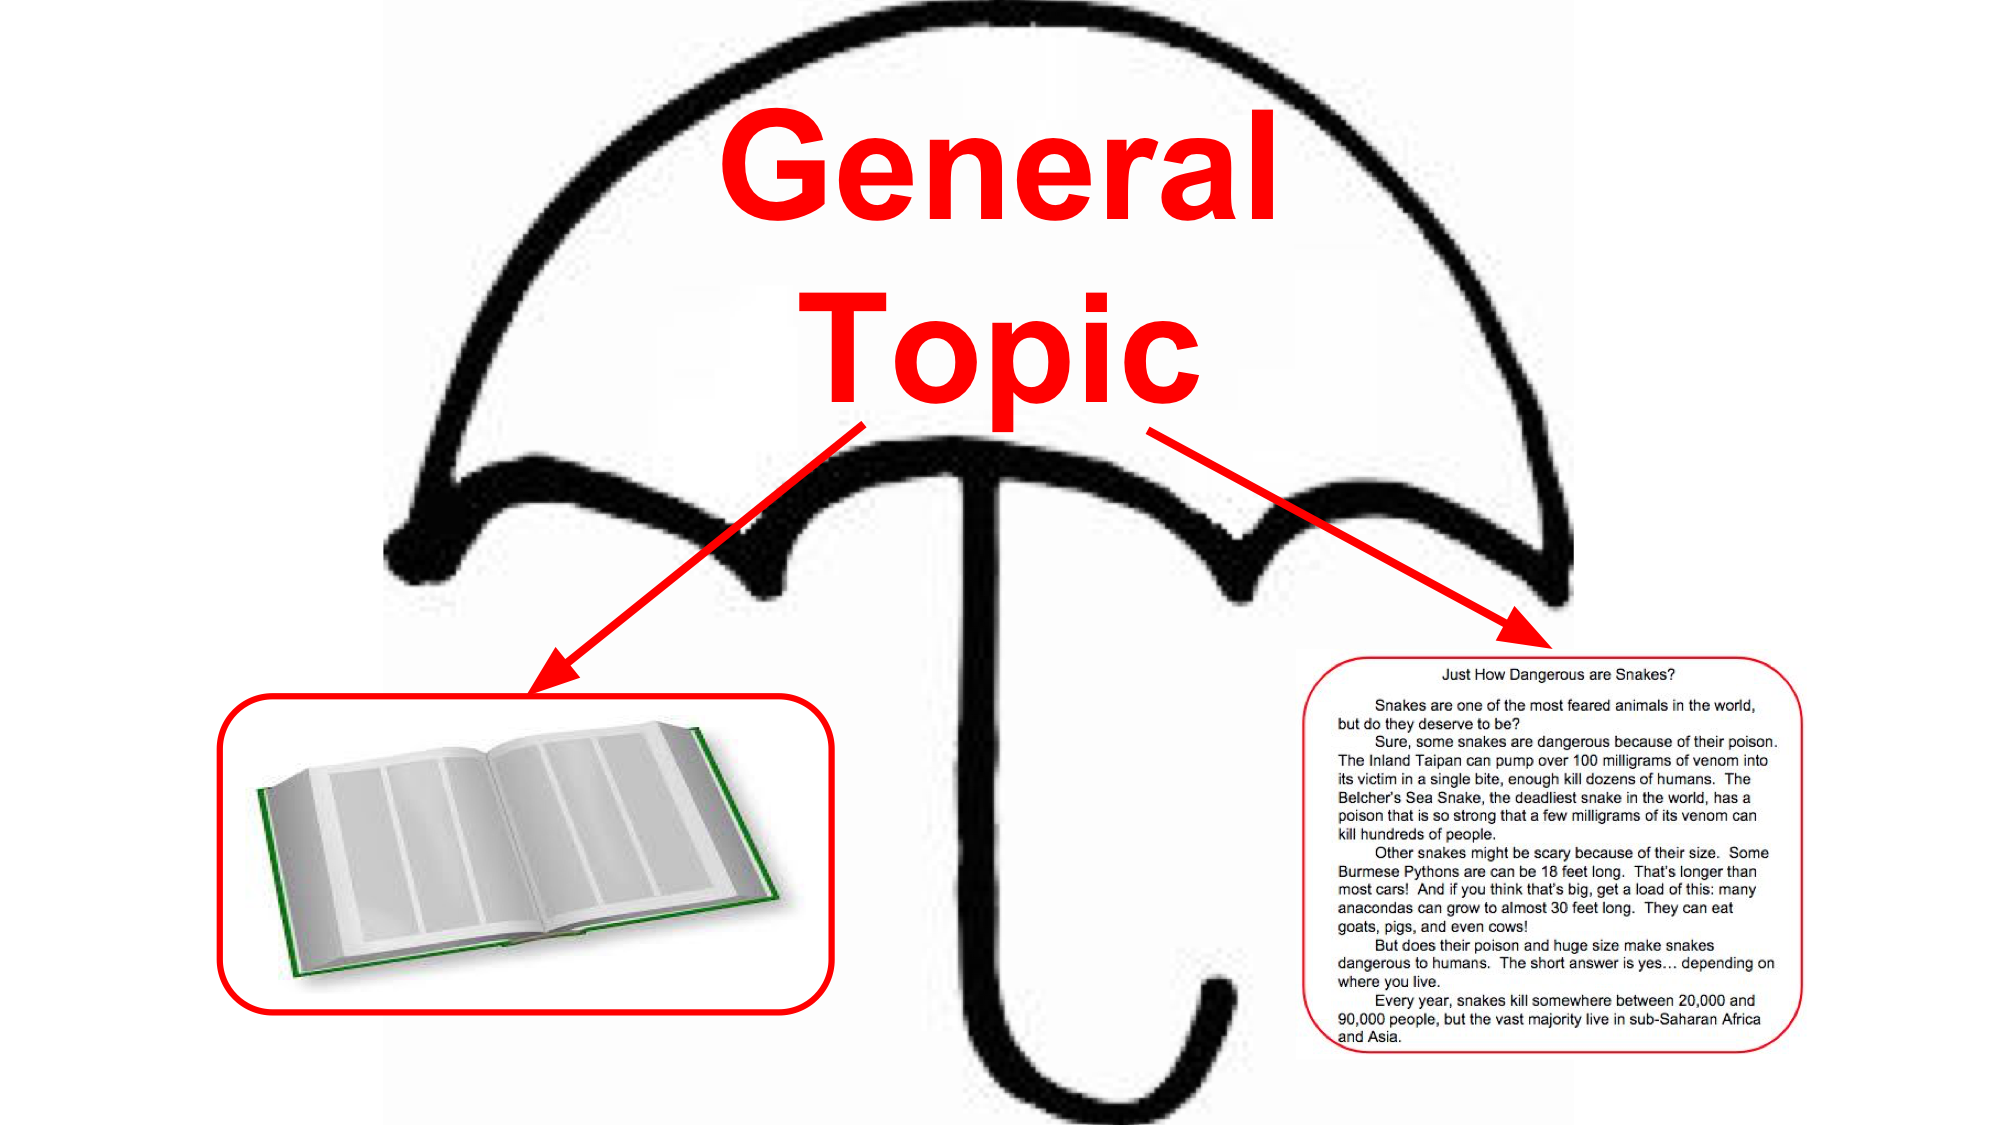 General
Topic
Just How Dangerous are Snakes?
Snakes are one of the most feared animals in the world,
but do they deserve to be?
Sure, some snakes are dangerous because of their poison.
The Inland Taipan can pump over 100 milligrams of venom into
its victim in a single bite, enough kill dozens of humans. The
Belcher's Sea Snake, the deadliest snake in the world, has a
poison that is so strong that a few milligrams of its venom can
kill hundreds of people.
Other snakes might be scary because of their size. Some
Burmese Pythons are can be 18 feet long. That's longer than
most cars! And if you think that's big, get a load of this: many
anacondas can grow to almost 30 feet long. They can eat
goats, pigs, and even cows!
But does their poison and huge size make snakes
dangerous to humans. The short answer is yes… depending on
where you live.
Every year, snakes kill somewhere between 20,000 and
90,000 people, but the vast majority live in sub-Saharan Africa
and Asia.